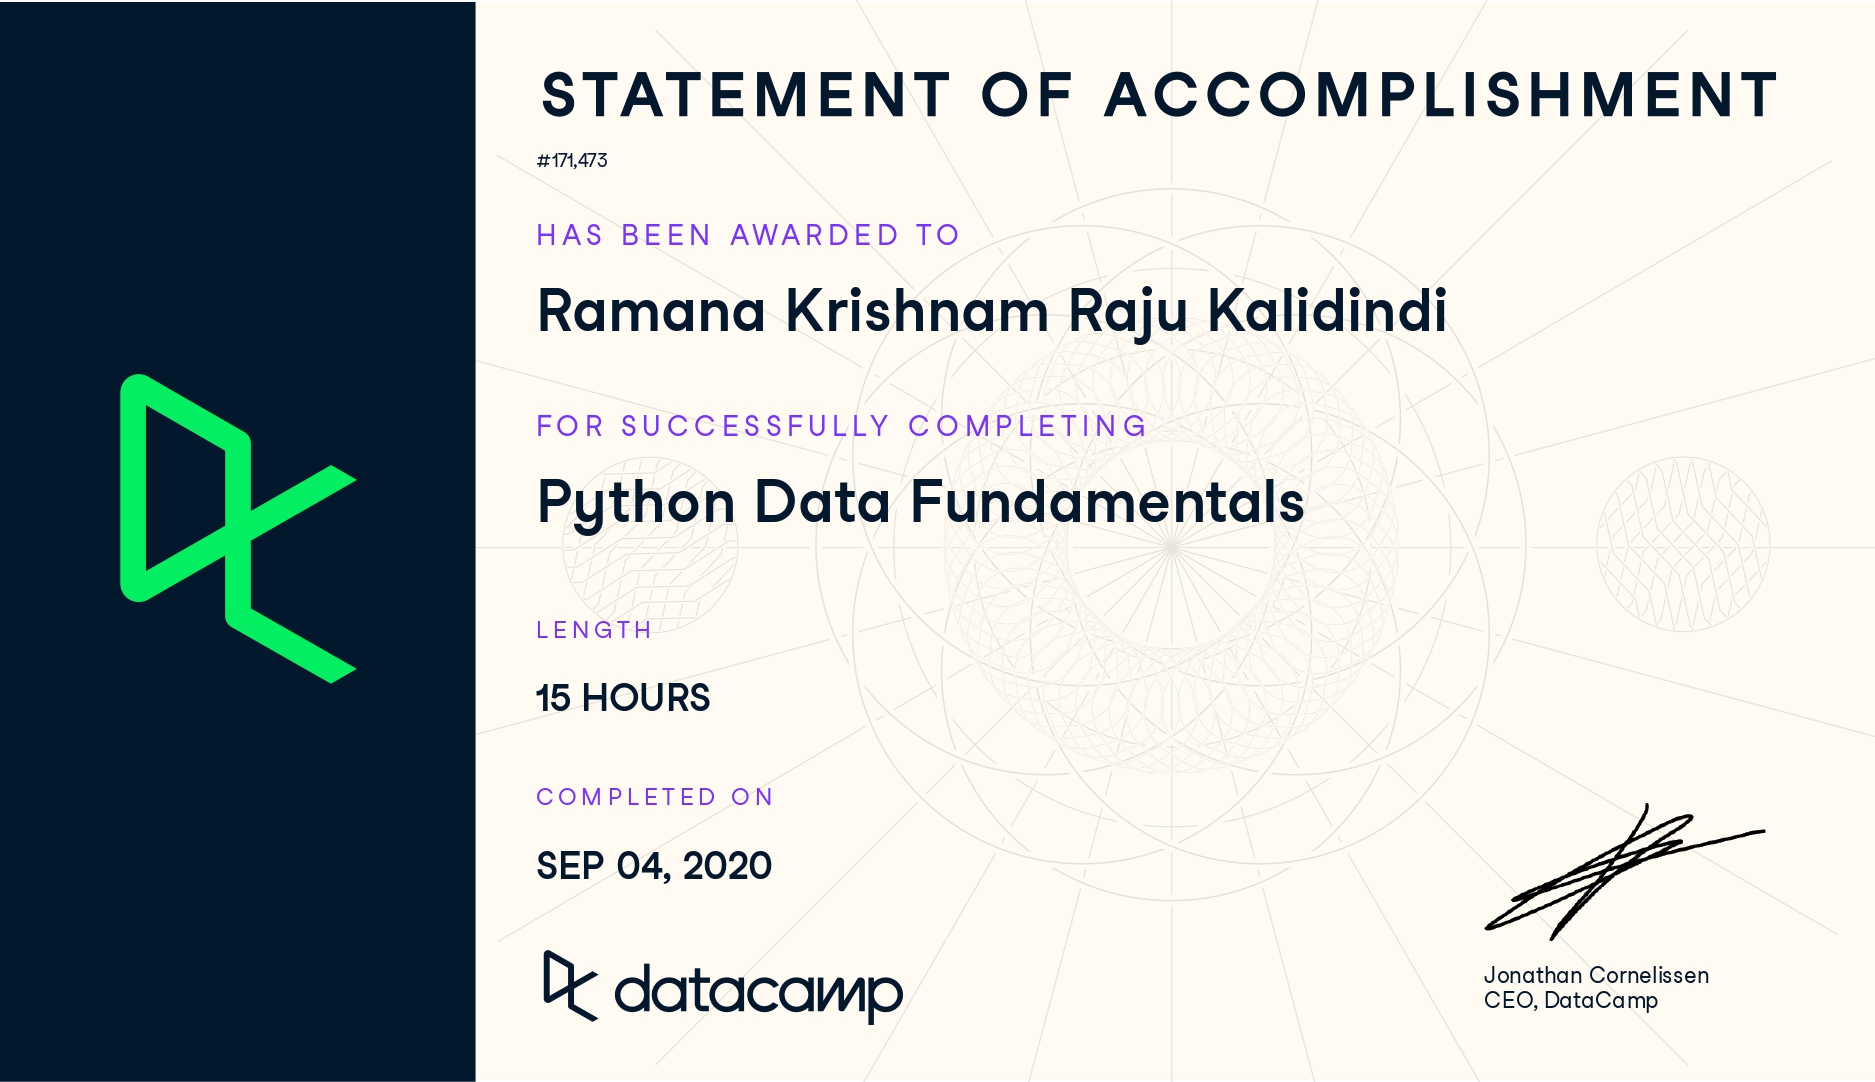 STATEMENT OF ACCOMPLISHMENT
#171,473
HAS BEEN AWARDED TO
Ramana Krishnam Raju Kalidindi
FOR SUCCESSFULLY COMPLETING
Python Data Fundamentals
LENGTH
15 HOURS
COMPLETED ON
SEP 04, 2020
datacamp
Jonathan Cornelissen
CEO, DataCamp